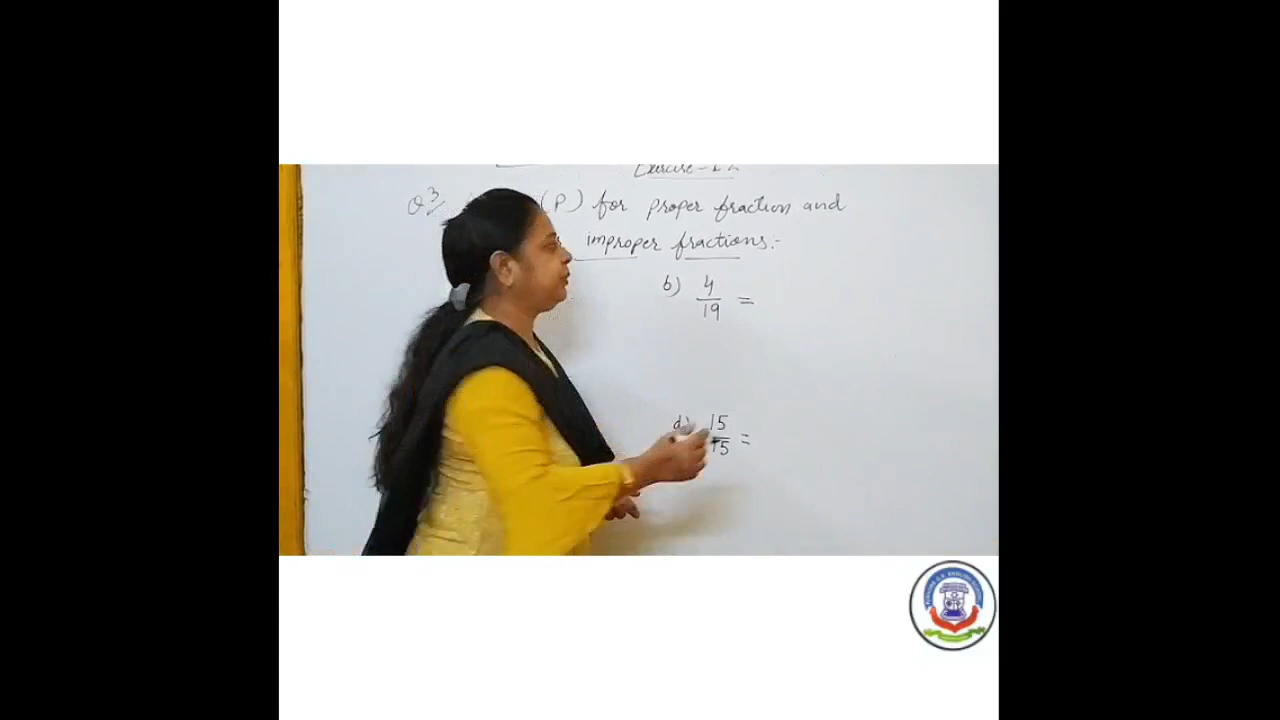 Q3 (P) for proper fraction and
improper fractions:-
b) 4/19 =
d) 15/15 =